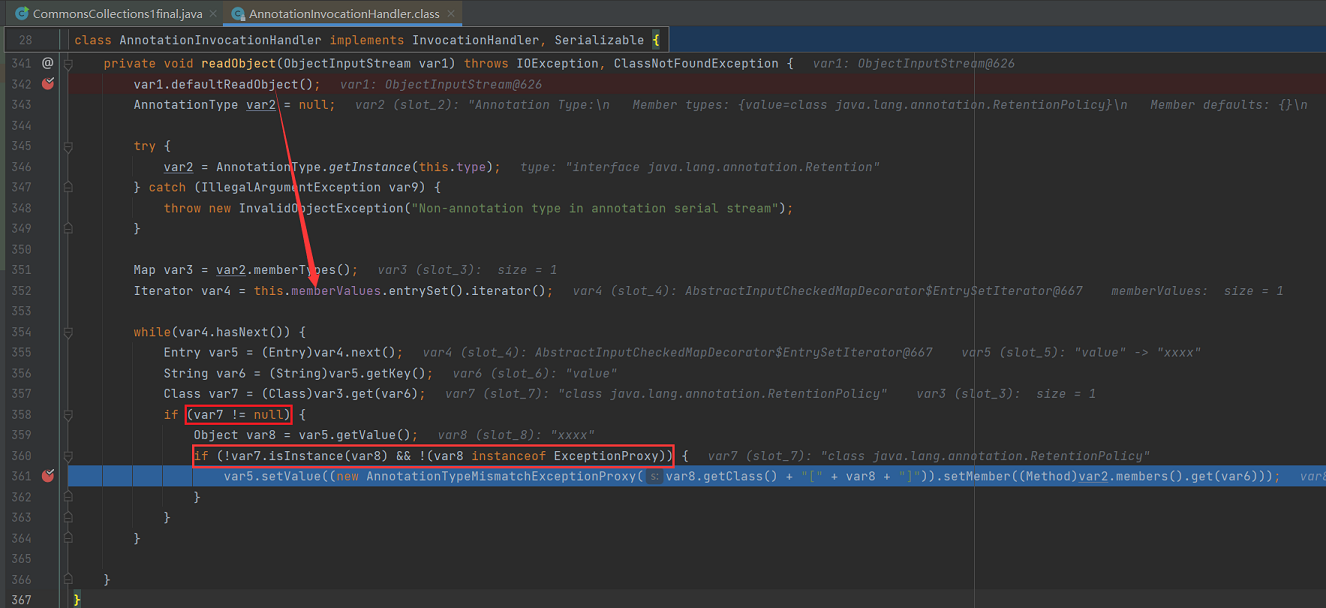 CommonsCollections1final.java × AnnotationInvocationHandler.class ×
28 class AnnotationInvocationHandler implements InvocationHandler, Serializable {
341 @ private void readObject(ObjectInputStream var1) throws IOException, ClassNotFoundException { var1: ObjectInputStream@626
342 var1.defaultReadObject(); var1: ObjectInputStream@626
343 AnnotationType var2 = null; var2 (slot_2): "Annotation Type:\n   Member types: {value=class java.lang.annotation.RetentionPolicy}\n   Member defaults: {}\n
344
345 try {
346 var2 = AnnotationType.getInstance(this.type); type: "interface java.lang.annotation.Retention"
347 } catch (IllegalArgumentException var9) {
348 throw new InvalidObjectException("Non-annotation type in annotation serial stream");
349 }
350
351 Map var3 = var2.memberTypes(); var3 (slot_3):  size = 1
352 Iterator var4 = this.memberValues.entrySet().iterator(); var4 (slot_4): AbstractInputCheckedMapDecorator$EntrySetIterator@667 memberValues:  size = 1
353
354 while(var4.hasNext()) {
355 Entry var5 = (Entry)var4.next(); var4 (slot_4): AbstractInputCheckedMapDecorator$EntrySetIterator@667 var5 (slot_5): "value" -> "xxxx"
356 String var6 = (String)var5.getKey(); var6 (slot_6): "value"
357 Class var7 = (Class)var3.get(var6); var7 (slot_7): "class java.lang.annotation.RetentionPolicy" var3 (slot_3):  size = 1
358 if (var7 != null) {
359 Object var8 = var5.getValue(); var8 (slot_8): "xxxx"
360 if (!var7.isInstance(var8) && !(var8 instanceof ExceptionProxy)) { var7 (slot_7): "class java.lang.annotation.RetentionPolicy"
361 var5.setValue((new AnnotationTypeMismatchExceptionProxy( s: var8.getClass() + "[" + var8 + "]")).setMember((Method)var2.members().get(var6))); var8
362 }
363 }
364 }
365
366 }
367 }